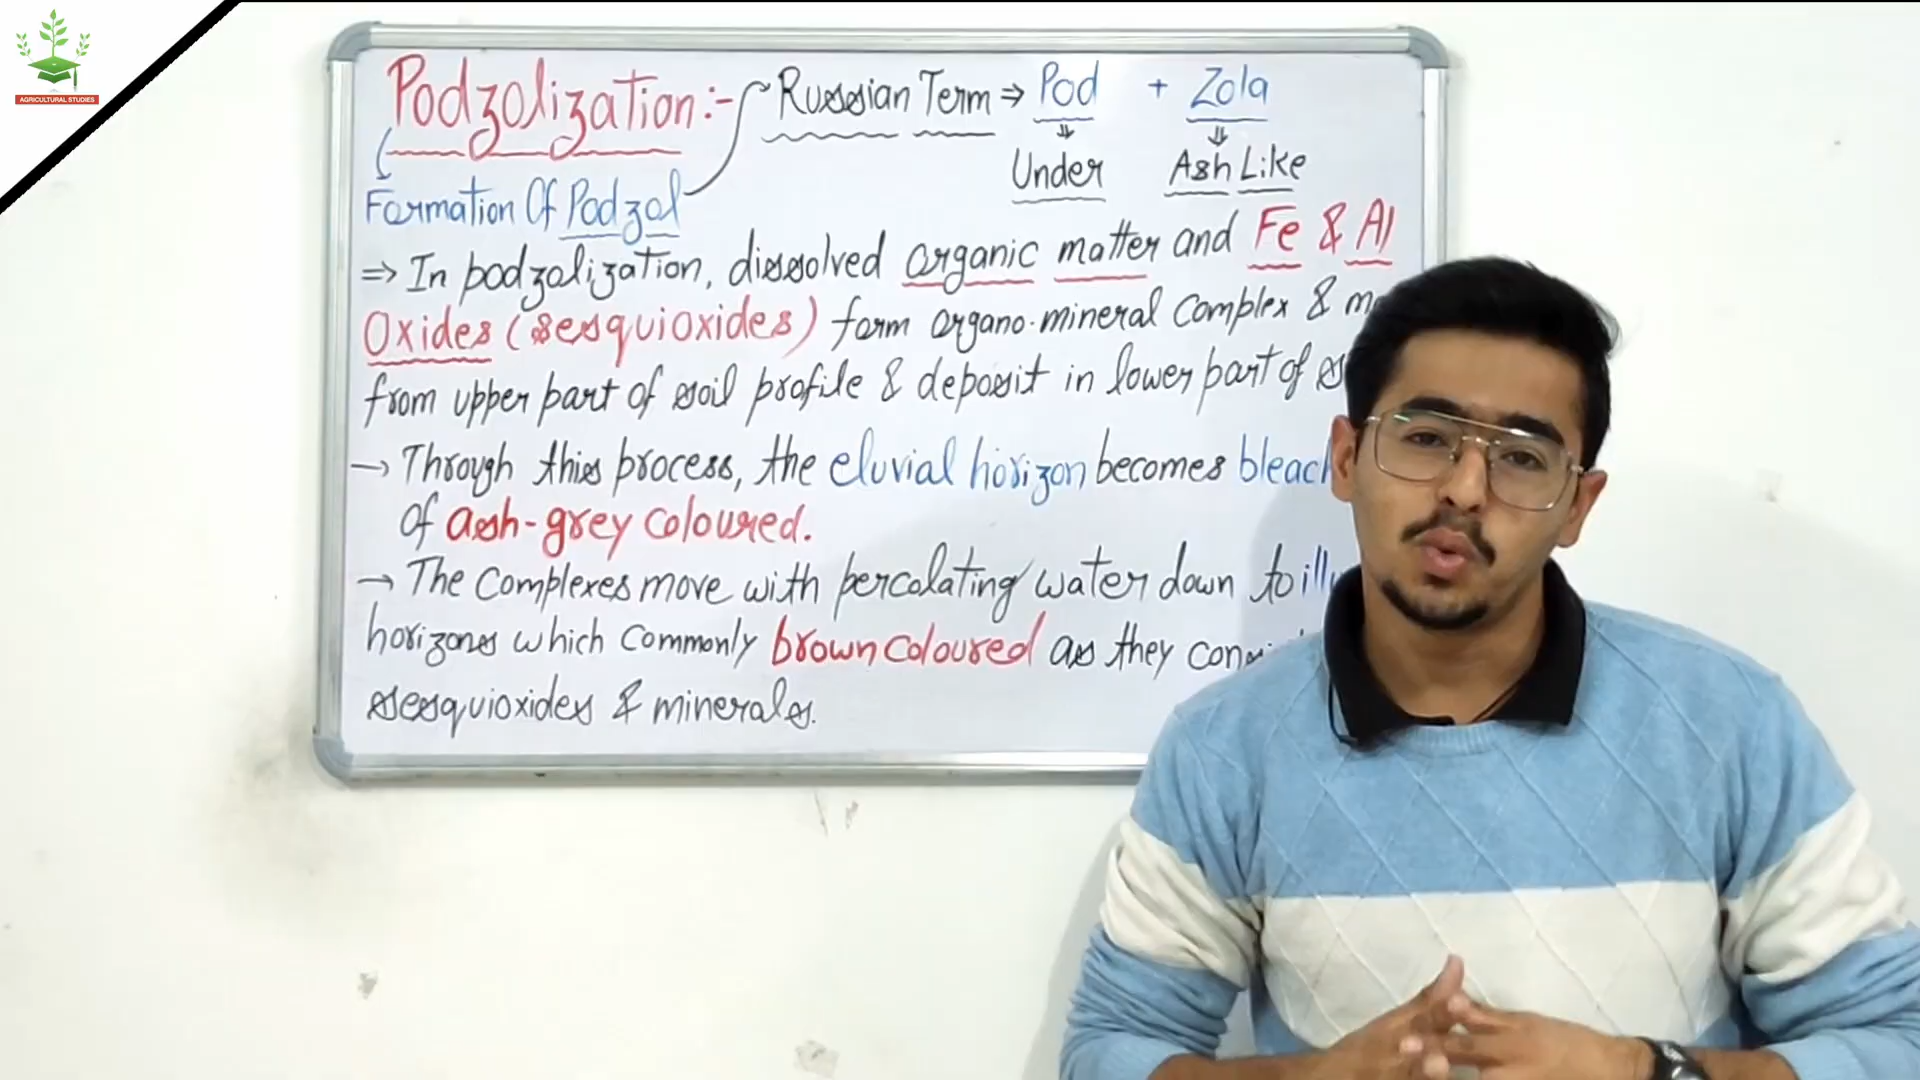 AGRICULTURAL STUDIES
Podzolization:- Russian Term ⇒ Pod + Zola
Under Ash Like
Formation Of Podzol
⇒ In podzolization, dissolved organic matter and Fe & Al
Oxides (sesquioxides) form organo-mineral complex &
from upper part of soil profile & deposit in lower part of
→ Through this process, the eluvial horizon becomes bleach
of ash-grey coloured.
→ The complexes move with percolating water down to
horizons which commonly brown coloured as they
sesquioxides & minerals.